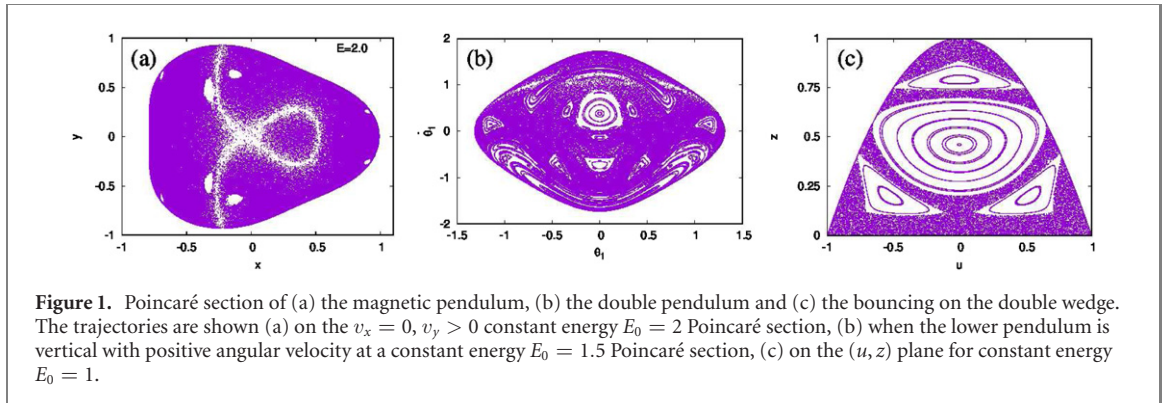 (a)
E=2.0
1
0.5
0
-0.5
-1
y
-1
-0.5
0
0.5
1
x
(b)
2
1
0
-1
-2
θ̇₁
-1.5
-1
-0.5
0
0.5
1
1.5
θ₁
(c)
1
0.75
0.5
0.25
0
z
-1
-0.5
0
0.5
1
u
Figure 1. Poincaré section of (a) the magnetic pendulum, (b) the double pendulum and (c) the bouncing on the double wedge.
The trajectories are shown (a) on the vₓ = 0, v_y > 0 constant energy E₀ = 2 Poincaré section, (b) when the lower pendulum is
vertical with positive angular velocity at a constant energy E₀ = 1.5 Poincaré section, (c) on the (u, z) plane for constant energy
E₀ = 1.